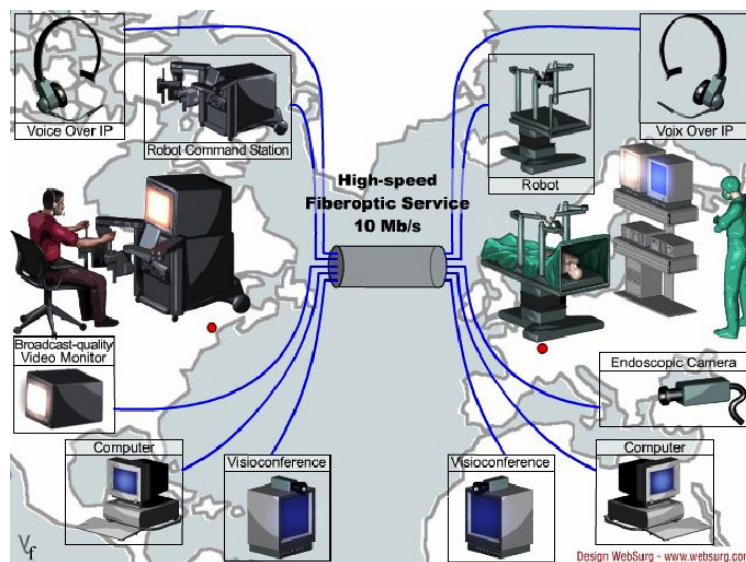 Voice Over IP
Robot Command Station
High-speed
Fiberoptic Service
10 Mb/s
Robot
Voix Over IP
Broadcast-quality
Video Monitor
Endoscopic Camera
Computer
Visioconference
Visioconference
Computer
Vf
Design WebSurg - www.websurg.com